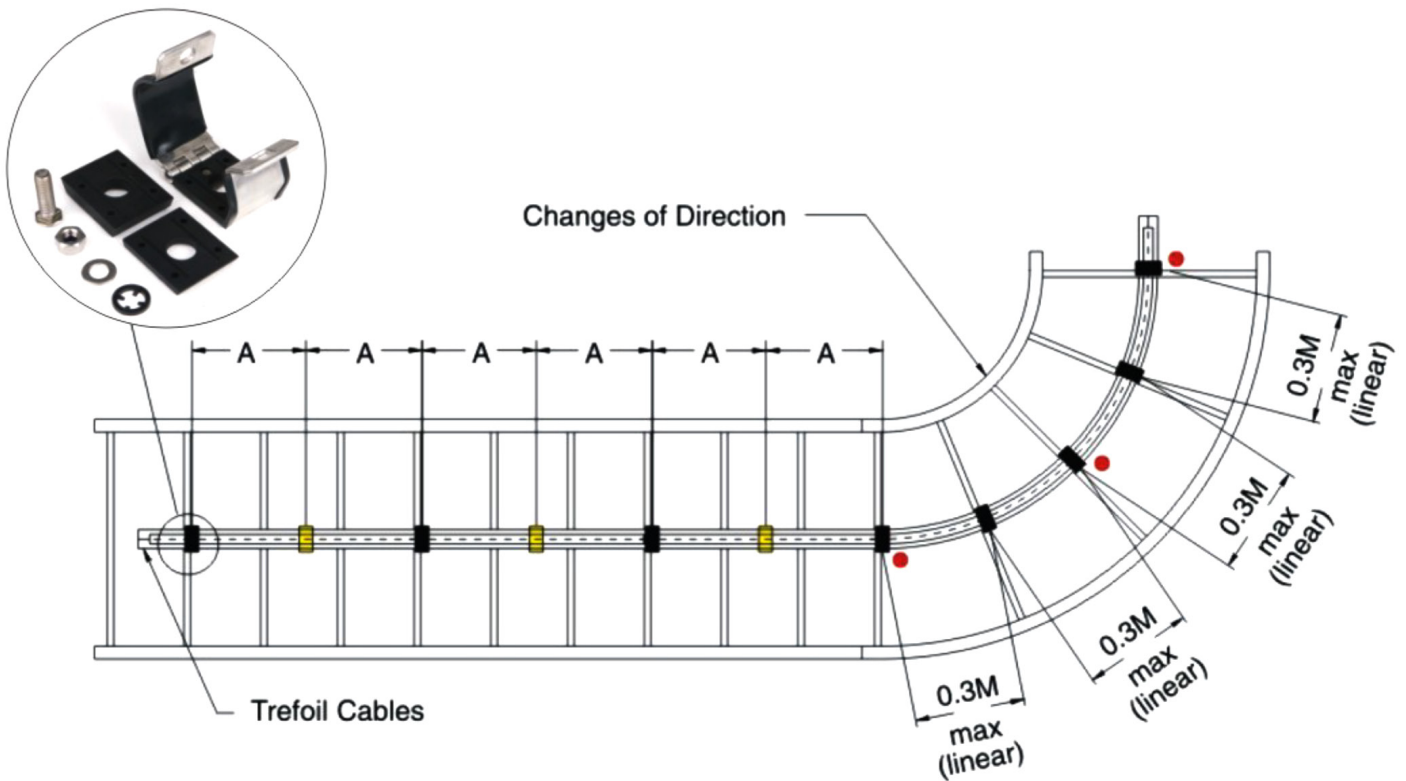 Changes of Direction
A
A
A
A
A
A
0.3M
max
(linear)
0.3M
max
(linear)
0.3M
max
(linear)
0.3M
max
(linear)
Trefoil Cables